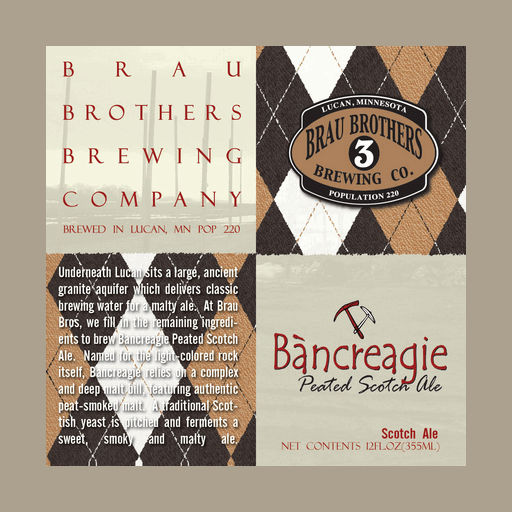 B R A U
BROTHERS
BREWING
COMPANY
BREWED IN LUCAN, MN POP 220
LUCAN, MINNESOTA
BRAU BROTHERS
3
BREWING CO.
POPULATION 220
Underneath Lucan sits a large, ancient
granite aquifer which delivers classic
brewing water for a malty ale. At Brau
Bros, we fill in the remaining ingredi-
ents to brew Bancreagie Peated Scotch
Ale. Named for the light-colored rock
itself, Bancreagie relies on a complex
and deep malt bill, featuring authentic
peat-smoked malt. A traditional Scot-
tish yeast is pitched and ferments a
sweet, smoky and malty ale.
Bàncreagie
Peated Scotch Ale
Scotch Ale
NET CONTENTS 12FL.OZ(355ML)